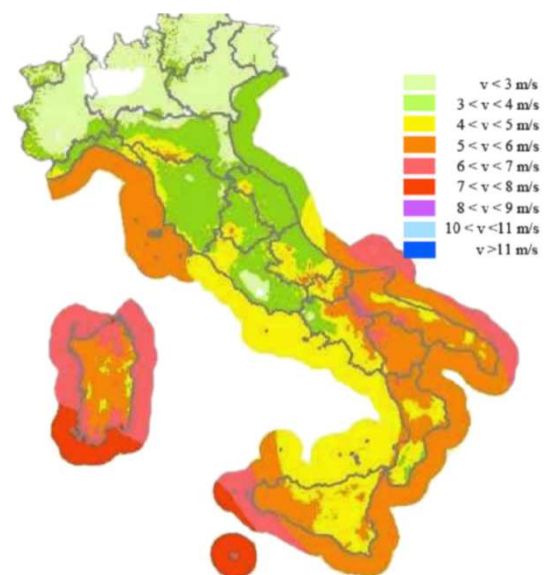 v < 3 m/s
3 < v < 4 m/s
4 < v < 5 m/s
5 < v < 6 m/s
6 < v < 7 m/s
7 < v < 8 m/s
8 < v < 9 m/s
10 < v <11 m/s
v >11 m/s